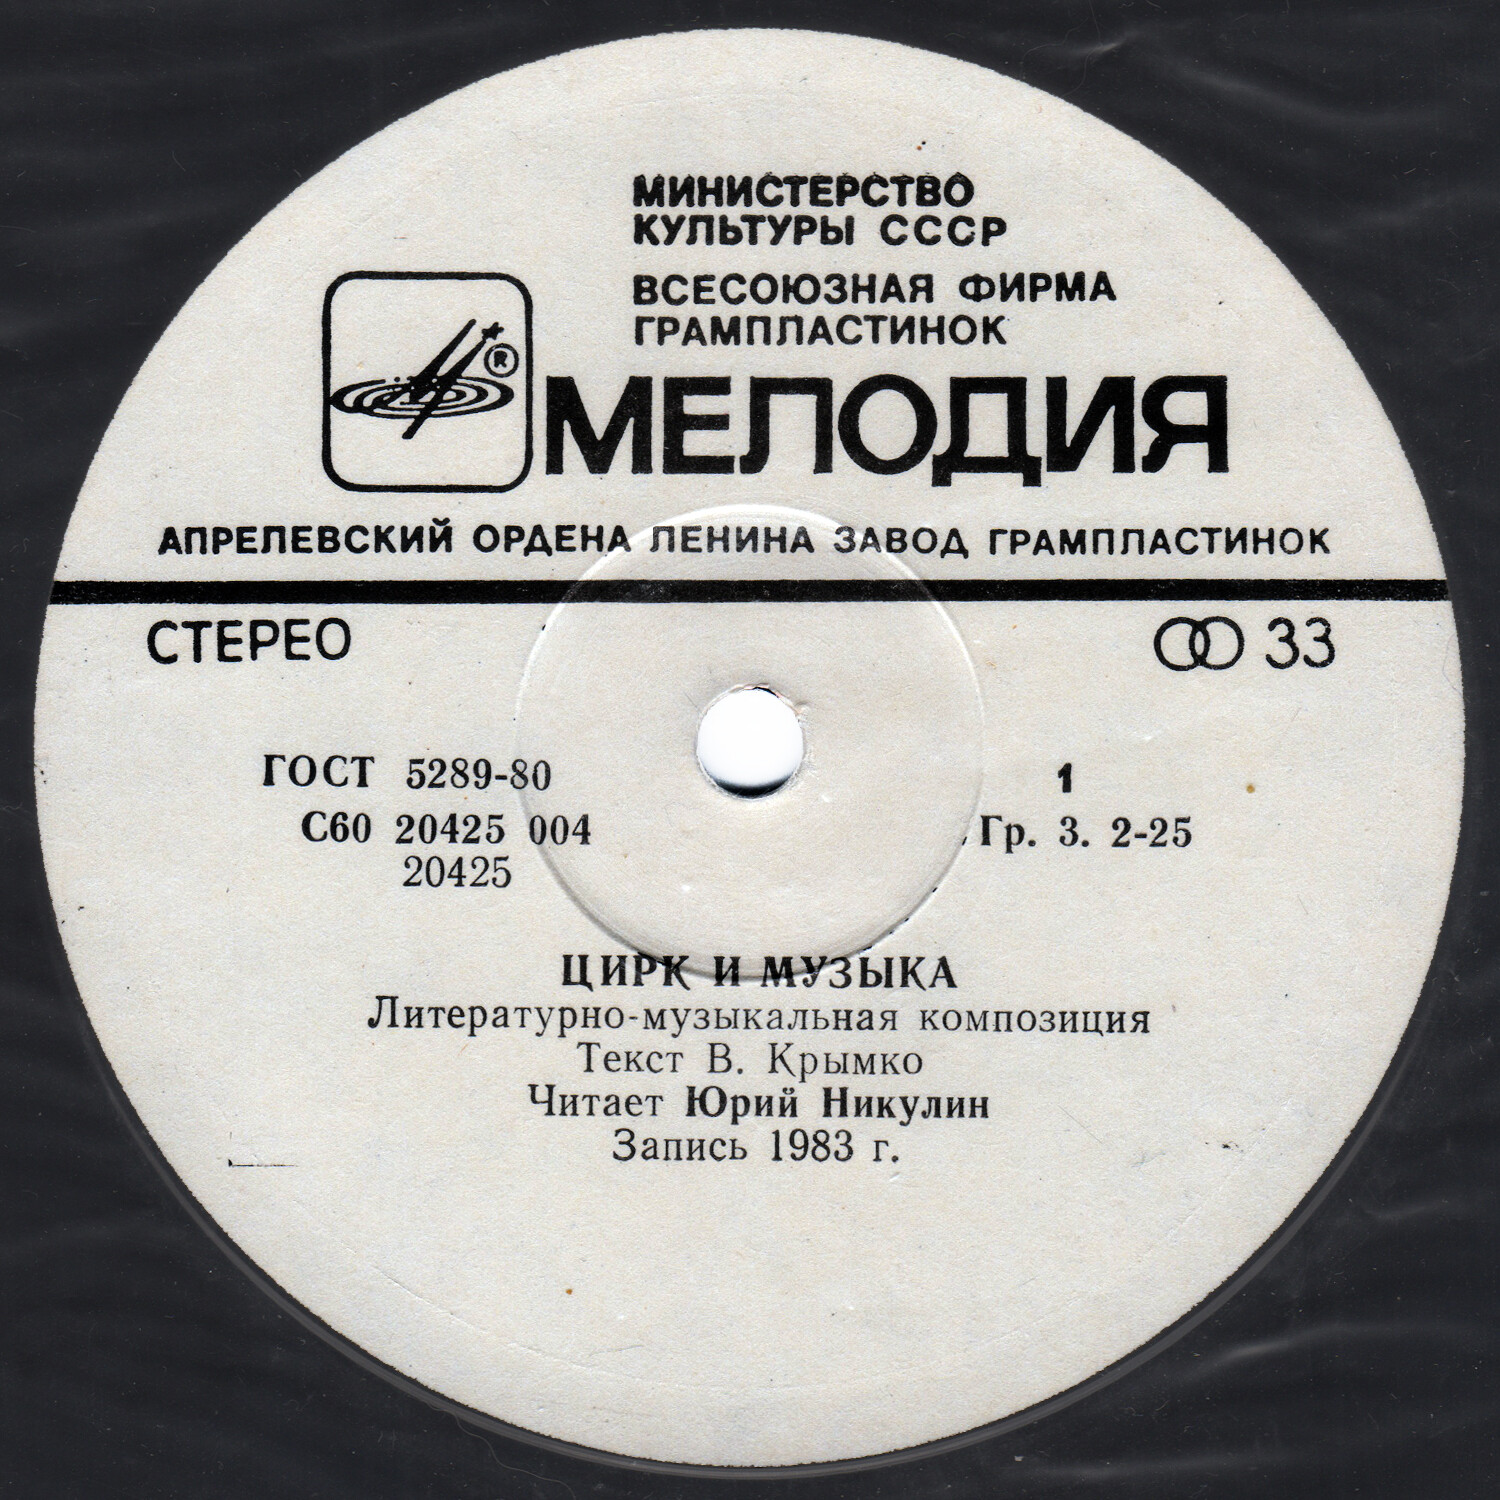 МИНИСТЕРСТВО
КУЛЬТУРЫ СССР
ВСЕСОЮЗНАЯ ФИРМА
ГРАМПЛАСТИНОК
®
МЕЛОДИЯ
АПРЕЛЕВСКИЙ ОРДЕНА ЛЕНИНА ЗАВОД ГРАМПЛАСТИНОК
СТЕРЕО 33
ГОСТ 5289-80 1
С60 20425 004 Гр. 3. 2-25
20425
ЦИРК И МУЗЫКА
Литературно-музыкальная композиция
Текст В. Крымко
Читает Юрий Никулин
Запись 1983 г.